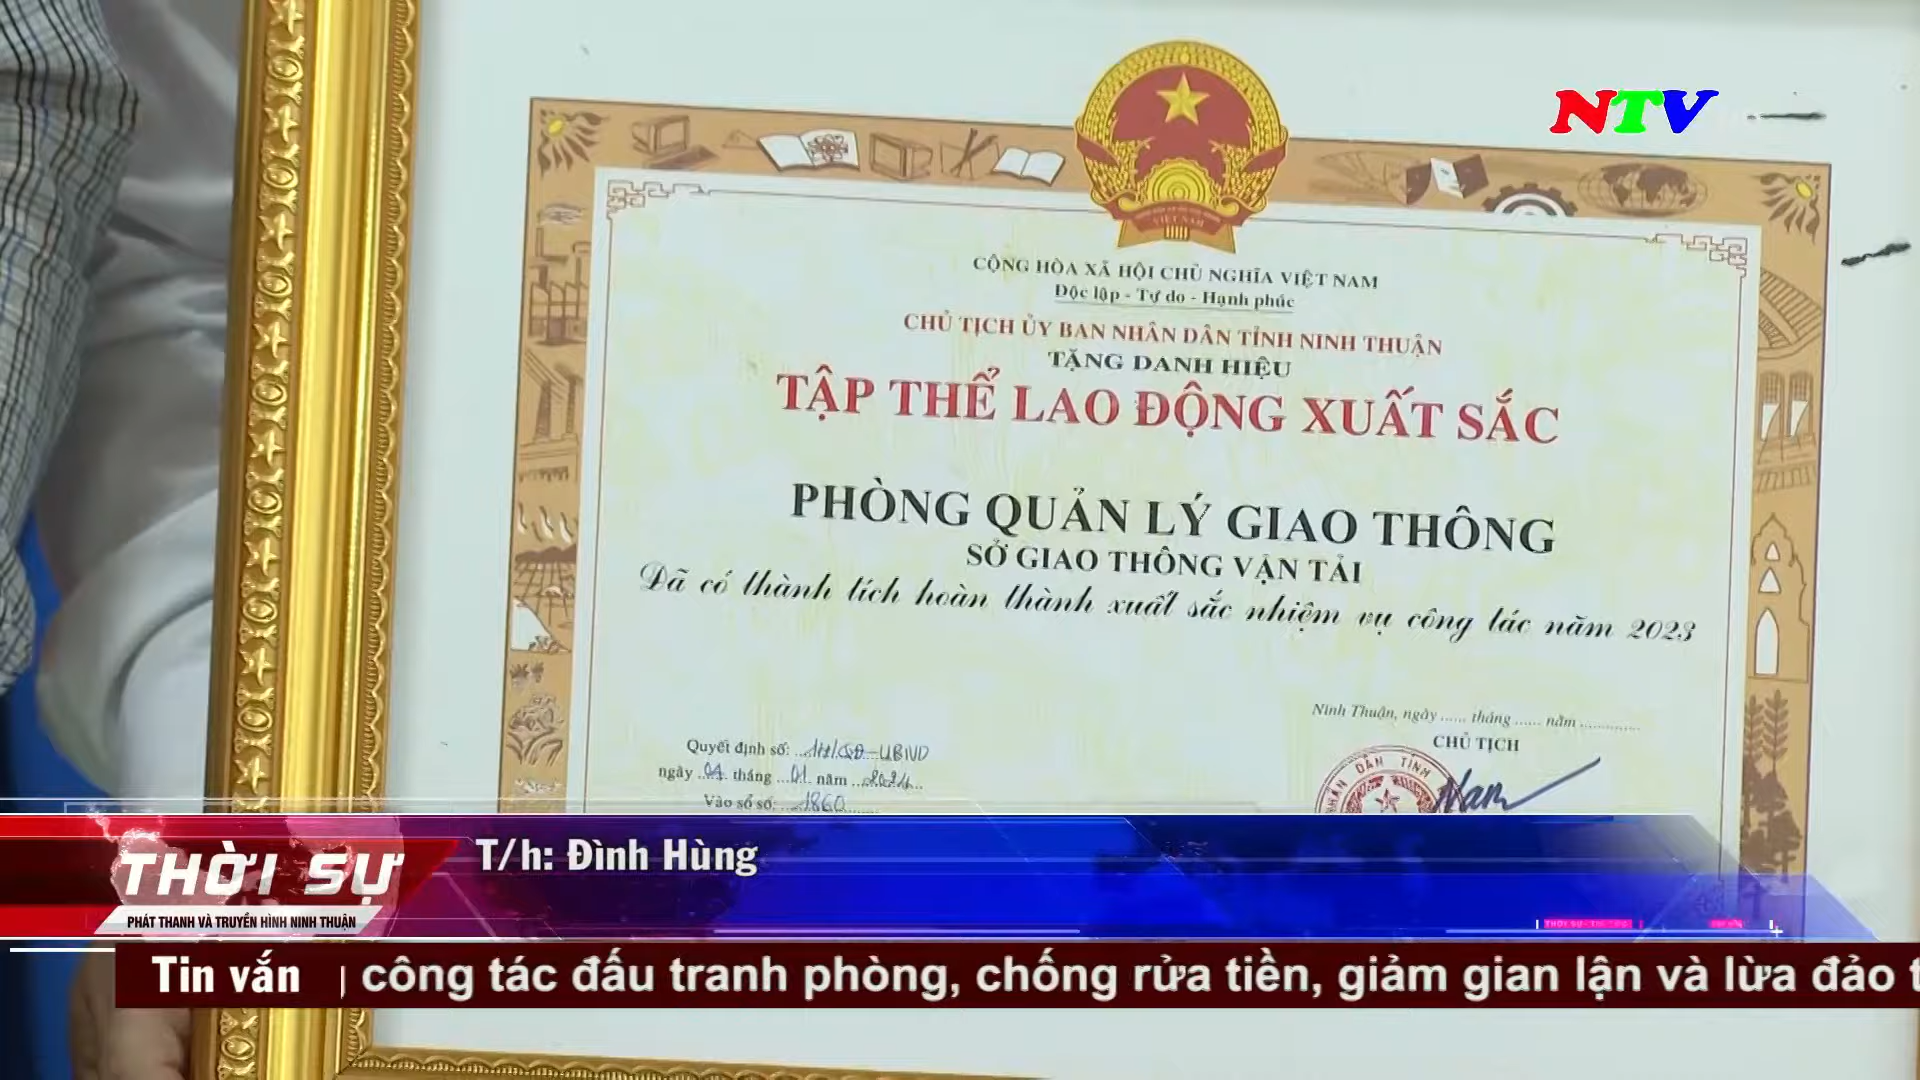 NTV
CỘNG HÒA XÃ HỘI CHỦ NGHĨA VIỆT NAM
Độc lập - Tự do - Hạnh phúc
CHỦ TỊCH ỦY BAN NHÂN DÂN TỈNH NINH THUẬN
TẶNG DANH HIỆU
TẬP THỂ LAO ĐỘNG XUẤT SẮC
PHÒNG QUẢN LÝ GIAO THÔNG
SỞ GIAO THÔNG VẬN TẢI
Đã có thành tích hoàn thành xuất sắc nhiệm vụ công tác năm 2023
Ninh Thuận, ngày ...... tháng ...... năm .............
CHỦ TỊCH
Quyết định số: QĐ-UBND
ngày tháng 01 năm 2024
Vào sổ số: 1860
DÂN TỈNH
Nam
THỜI SỰ
PHÁT THANH VÀ TRUYỀN HÌNH NINH THUẬN
T/h: Đình Hùng
Tin vắn
công tác đấu tranh phòng, chống rửa tiền, giảm gian lận và lừa đảo